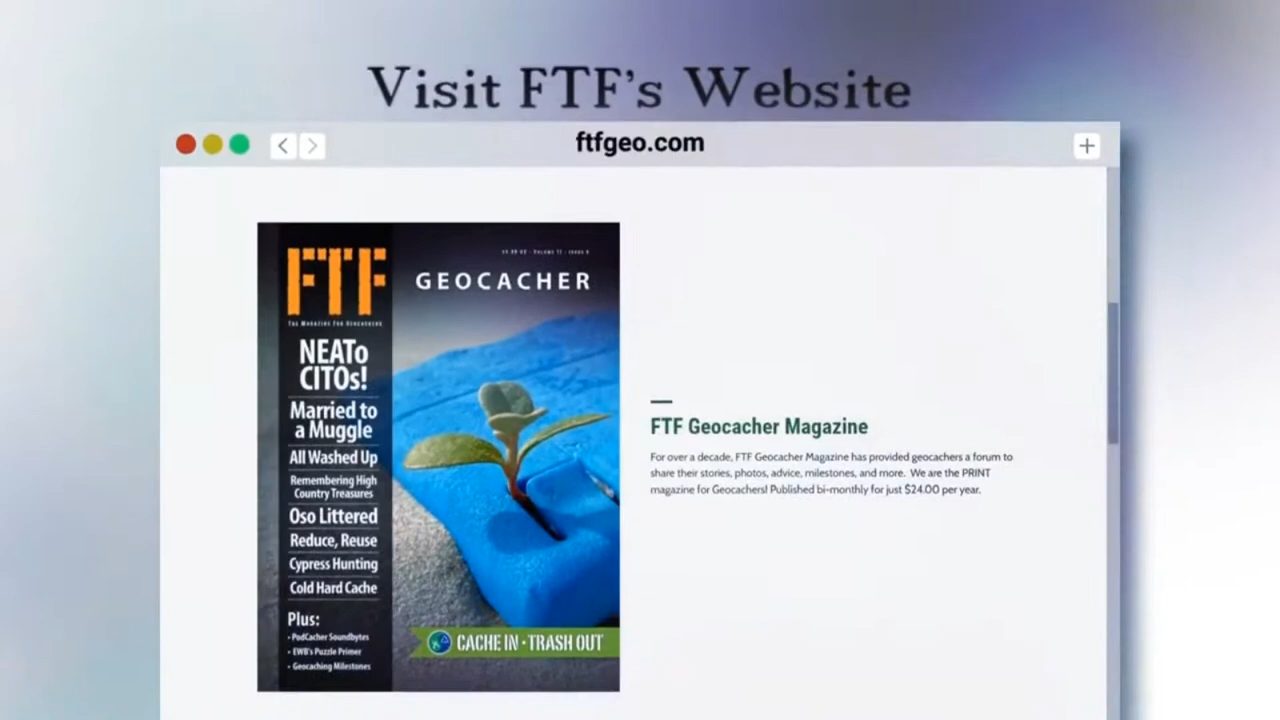 Visit FTF's Website
ftfgeo.com
FTF
THE MAGAZINE FOR GEOCACHERS
GEOCACHER
NEATo
CITOs!
Married to
a Muggle
All Washed Up
Remembering High
Country Treasures
Oso Littered
Reduce, Reuse
Cypress Hunting
Cold Hard Cache
Plus:
• PodCacher Soundbytes
• EWB's Puzzle Primer
• Geocaching Milestones
CACHE IN • TRASH OUT
FTF Geocacher Magazine
For over a decade, FTF Geocacher Magazine has provided geocachers a forum to
share their stories, photos, advice, milestones, and more. We are the PRINT
magazine for Geocachers! Published bi-monthly for just $24.00 per year.